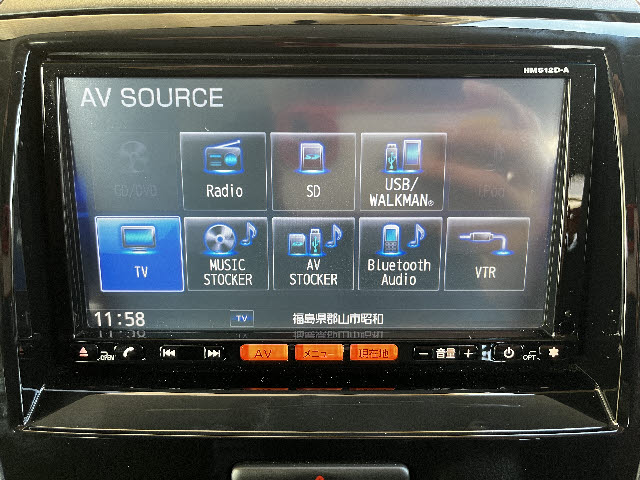 HM512D-A
AV SOURCE
CD/DVD
Radio
SD
USB/
WALKMAN®
iPod
TV
MUSIC
STOCKER
AV
STOCKER
Bluetooth
Audio
VTR
11:58
TV
福島県郡山市昭和
OPEN
AV
メニュー
現在地
− 音量 +
OPT